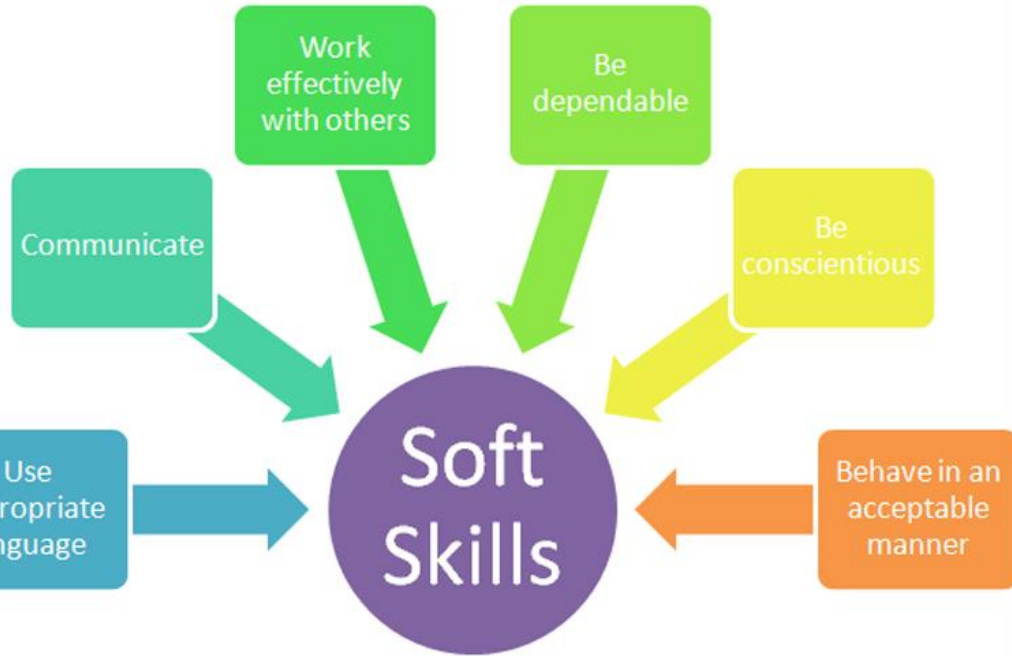 Work
effectively
with others
Be
dependable
Communicate
Be
conscientious
Use
ropriate
nguage
Soft
Skills
Behave in an
acceptable
manner